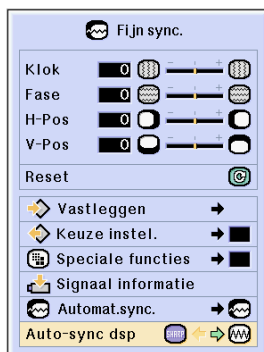 Fijn sync.
Klok 0 - +
Fase 0 - +
H-Pos 0 - +
V-Pos 0 - +
Reset
Vastleggen
Keuze instel.
Speciale functies
Signaal informatie
Automat.sync.
Auto-sync dsp SHARP